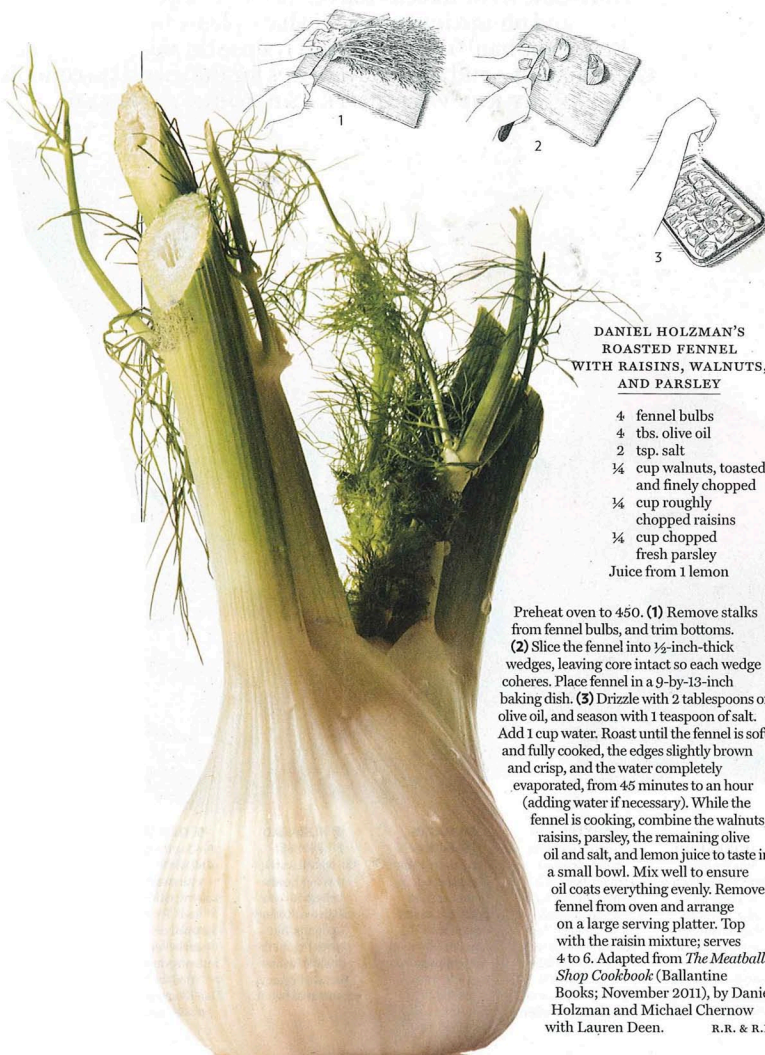 1
2
3
DANIEL HOLZMAN'S
ROASTED FENNEL
WITH RAISINS, WALNUTS,
AND PARSLEY
4 fennel bulbs
4 tbs. olive oil
2 tsp. salt
¼ cup walnuts, toasted
and finely chopped
¼ cup roughly
chopped raisins
¼ cup chopped
fresh parsley
Juice from 1 lemon
Preheat oven to 450. (1) Remove stalks
from fennel bulbs, and trim bottoms.
(2) Slice the fennel into ½-inch-thick
wedges, leaving core intact so each wedge
coheres. Place fennel in a 9-by-13-inch
baking dish. (3) Drizzle with 2 tablespoons o
olive oil, and season with 1 teaspoon of salt.
Add 1 cup water. Roast until the fennel is sof
and fully cooked, the edges slightly brown
and crisp, and the water completely
evaporated, from 45 minutes to an hour
(adding water if necessary). While the
fennel is cooking, combine the walnuts
raisins, parsley, the remaining olive
oil and salt, and lemon juice to taste i
a small bowl. Mix well to ensure
oil coats everything evenly. Remove
fennel from oven and arrange
on a large serving platter. Top
with the raisin mixture; serves
4 to 6. Adapted from The Meatball
Shop Cookbook (Ballantine
Books; November 2011), by Danie
Holzman and Michael Chernow
with Lauren Deen. R.R. & R.